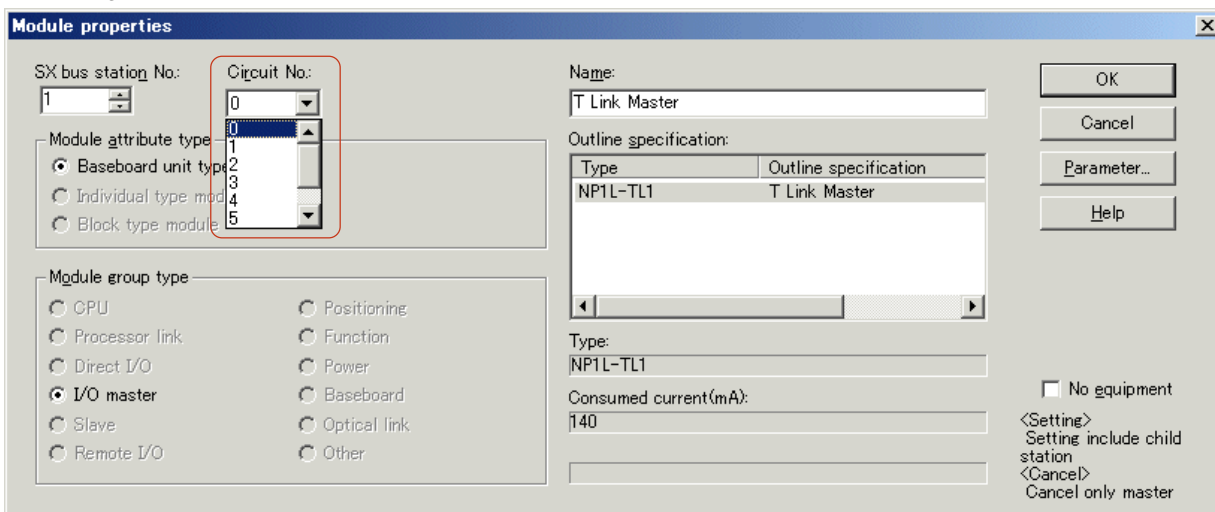 Module properties
SX bus station No.:
1
Circuit No.:
0
0
1
2
3
4
5
Module attribute type
Baseboard unit type
Individual type mod
Block type module
Module group type
CPU
Processor link
Direct I/O
I/O master
Slave
Remote I/O
Positioning
Function
Power
Baseboard
Optical link
Other
Name:
T Link Master
Outline specification:
Type Outline specification
NP1L-TL1 T Link Master
Type:
NP1L-TL1
Consumed current(mA):
140
OK
Cancel
Parameter...
Help
No equipment
<Setting>
Setting include child
station
<Cancel>
Cancel only master